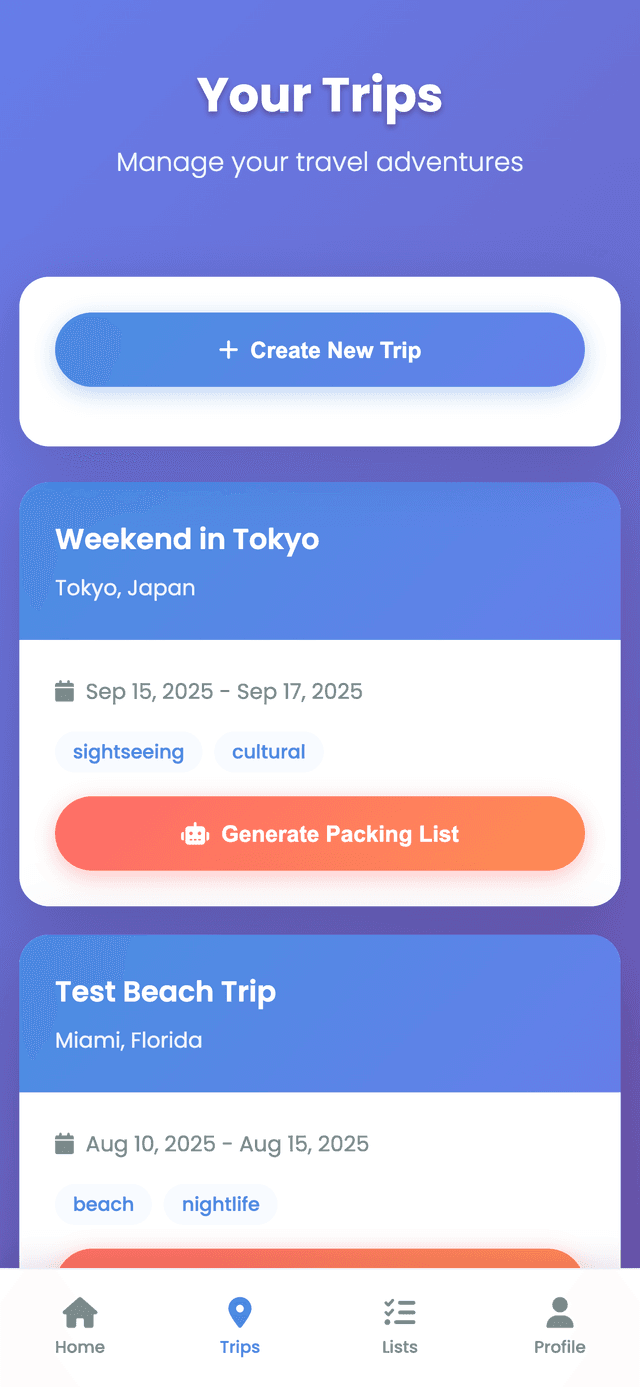 Your Trips
Manage your travel adventures
Create New Trip
Weekend in Tokyo
Tokyo, Japan
Sep 15, 2025 - Sep 17, 2025
sightseeing cultural
Generate Packing List
Test Beach Trip
Miami, Florida
Aug 10, 2025 - Aug 15, 2025
beach nightlife
Home Trips Lists Profile